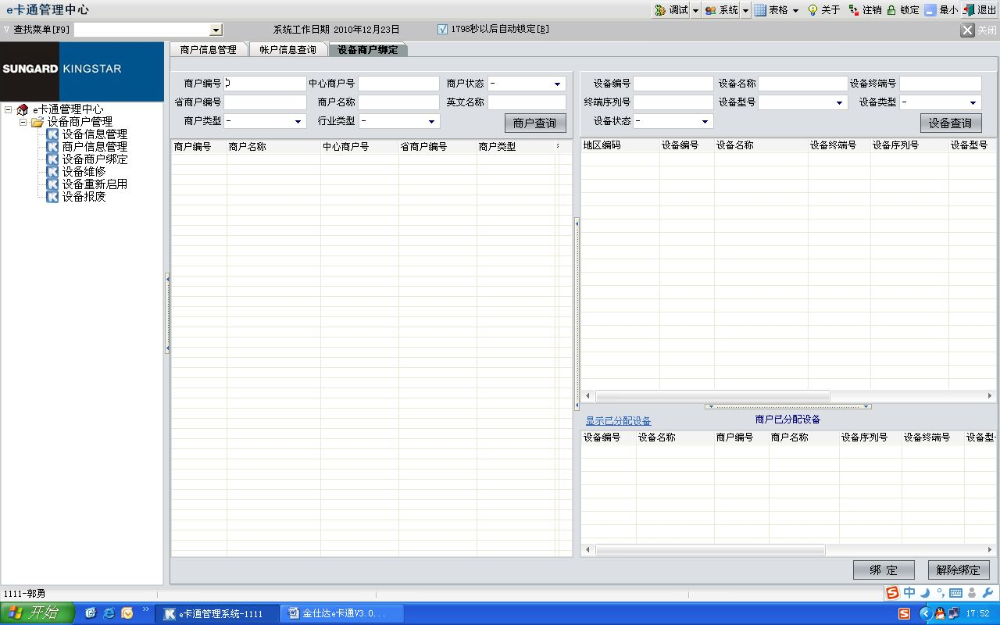 e卡通管理中心 调试 系统 表格 关于 注销 锁定 最小 退出
查找菜单[F9] 系统工作日期 2010年12月23日 1798秒以后自动锁定[B] 关闭
SUNGARD KINGSTAR
e卡通管理中心
设备商户管理
设备信息管理
商户信息管理
设备商户绑定
设备维修
设备重新启用
设备报废
商户信息管理 帐户信息查询 设备商户绑定
商户编号 中心商户号 商户状态 -
省商户编号 商户名称 英文名称
商户类型 - 行业类型 - 商户查询
商户编号 商户名称 中心商户号 省商户编号 商户类型
设备编号 设备名称 设备终端号
终端序列号 设备型号 设备类型 -
设备状态 - 设备查询
地区编码 设备编号 设备名称 设备终端号 设备序列号 设备型号
显示已分配设备 商户已分配设备
设备编号 设备名称 商户编号 商户名称 设备序列号 设备终端号 设备型
绑 定 解除绑定
1111-郭勇
中
开始 e卡通管理系统-1111 金仕达e卡通V3.0... 17:52